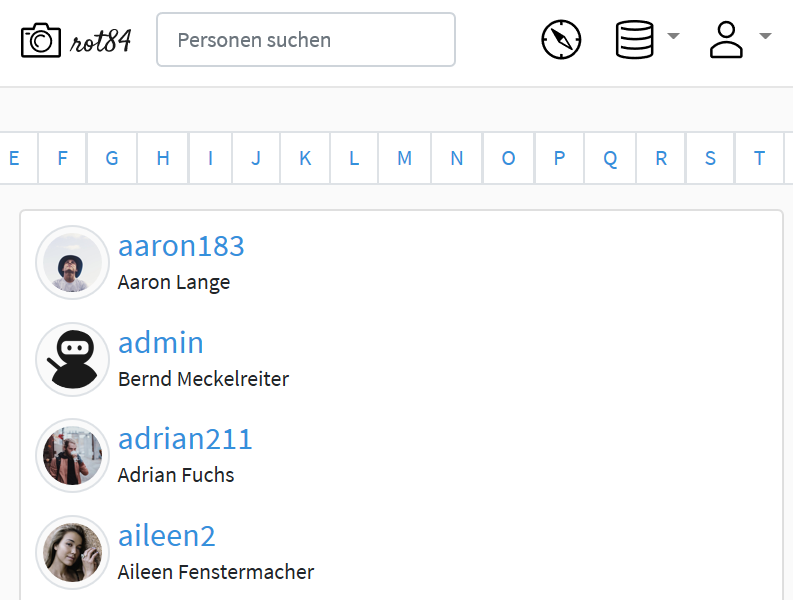 rot84 Personen suchen
E F G H I J K L M N O P Q R S T
aaron183
Aaron Lange
admin
Bernd Meckelreiter
adrian211
Adrian Fuchs
aileen2
Aileen Fenstermacher